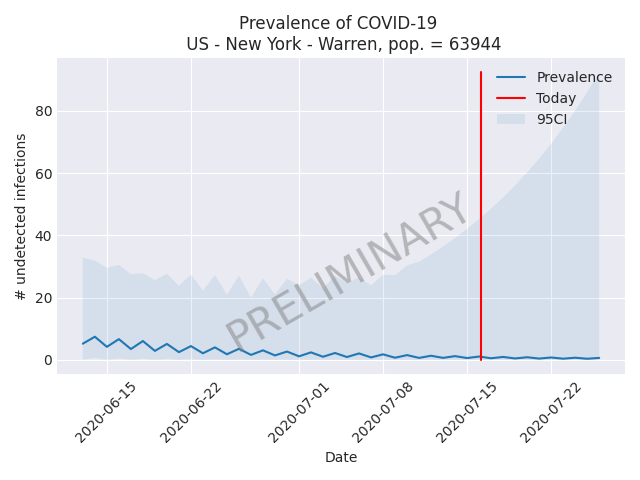 Prevalence of COVID-19
US - New York - Warren, pop. = 63944
Prevalence
Today
95CI
80
60
40
20
0
# undetected infections
PRELIMINARY
2020-06-15
2020-06-22
2020-07-01
2020-07-08
2020-07-15
2020-07-22
Date